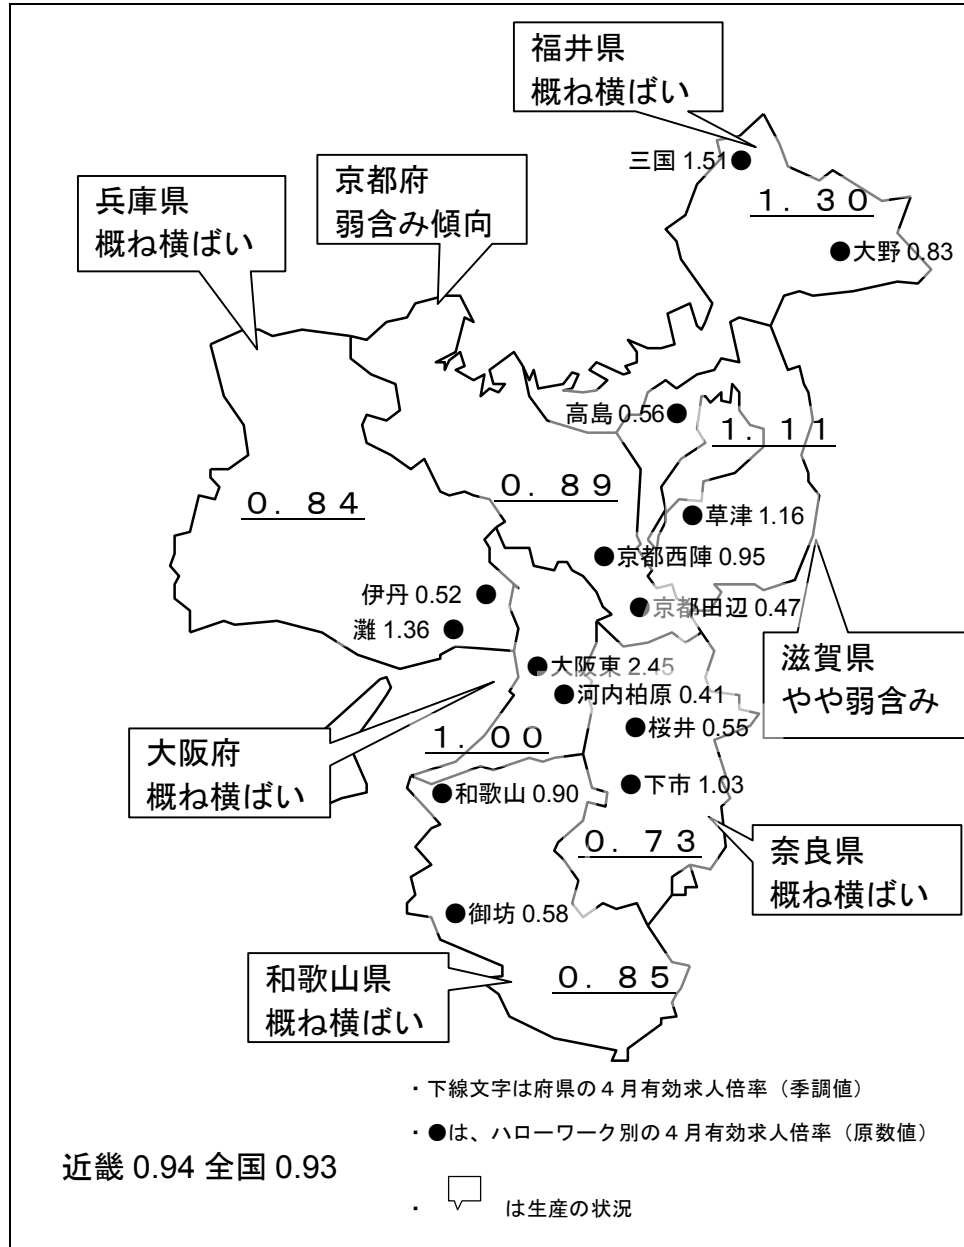 福井県
概ね横ばい
三国 1.51
１．３０
大野 0.83
京都府
弱含み傾向
兵庫県
概ね横ばい
高島 0.56
１．１１
０．８４
０．８９
草津 1.16
京都西陣 0.95
伊丹 0.52
京都田辺 0.47
灘 1.36
滋賀県
やや弱含み
大阪東 2.45
河内柏原 0.41
桜井 0.55
大阪府
概ね横ばい
１．００
和歌山 0.90
下市 1.03
０．７３
奈良県
概ね横ばい
御坊 0.58
和歌山県
概ね横ばい
０．８５
・下線文字は府県の４月有効求人倍率（季調値）
・●は、ハローワーク別の４月有効求人倍率（原数値）
近畿 0.94 全国 0.93
・ は生産の状況